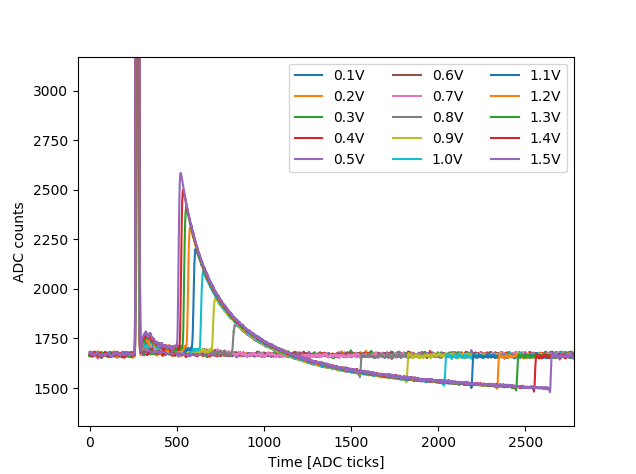 ADC counts
3000
2750
2500
2250
2000
1750
1500
0.1V 0.6V 1.1V
0.2V 0.7V 1.2V
0.3V 0.8V 1.3V
0.4V 0.9V 1.4V
0.5V 1.0V 1.5V
0 500 1000 1500 2000 2500
Time [ADC ticks]